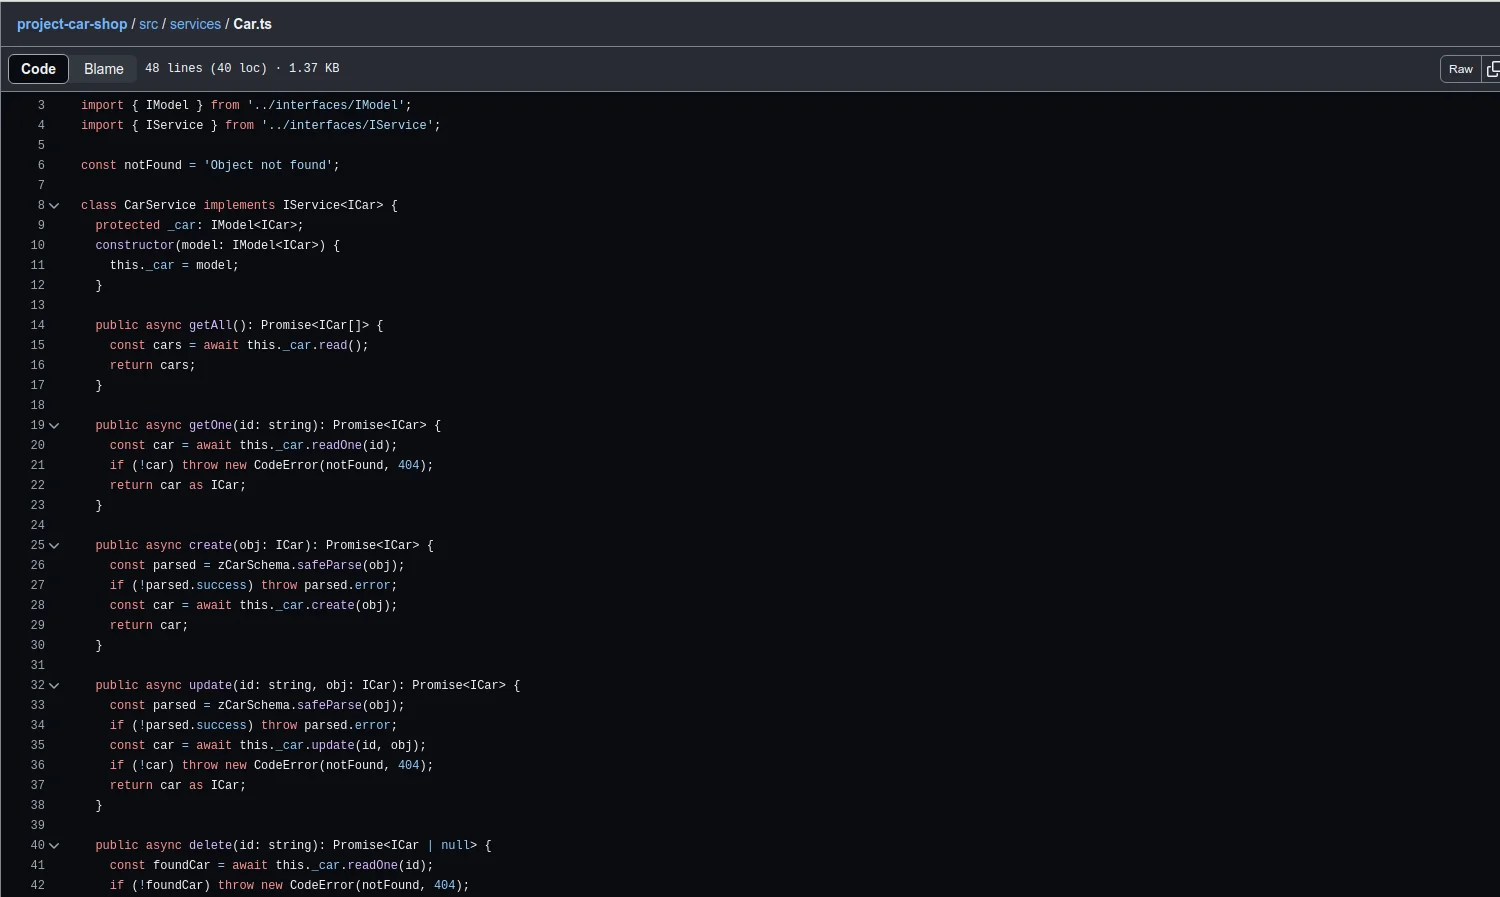 project-car-shop / src / services / Car.ts
Code Blame 48 lines (40 loc) · 1.37 KB Raw
3 import { IModel } from '../interfaces/IModel';
4 import { IService } from '../interfaces/IService';
5
6 const notFound = 'Object not found';
7
8 class CarService implements IService<ICar> {
9   protected _car: IModel<ICar>;
10   constructor(model: IModel<ICar>) {
11     this._car = model;
12   }
13
14   public async getAll(): Promise<ICar[]> {
15     const cars = await this._car.read();
16     return cars;
17   }
18
19   public async getOne(id: string): Promise<ICar> {
20     const car = await this._car.readOne(id);
21     if (!car) throw new CodeError(notFound, 404);
22     return car as ICar;
23   }
24
25   public async create(obj: ICar): Promise<ICar> {
26     const parsed = zCarSchema.safeParse(obj);
27     if (!parsed.success) throw parsed.error;
28     const car = await this._car.create(obj);
29     return car;
30   }
31
32   public async update(id: string, obj: ICar): Promise<ICar> {
33     const parsed = zCarSchema.safeParse(obj);
34     if (!parsed.success) throw parsed.error;
35     const car = await this._car.update(id, obj);
36     if (!car) throw new CodeError(notFound, 404);
37     return car as ICar;
38   }
39
40   public async delete(id: string): Promise<ICar | null> {
41     const foundCar = await this._car.readOne(id);
42     if (!foundCar) throw new CodeError(notFound, 404);